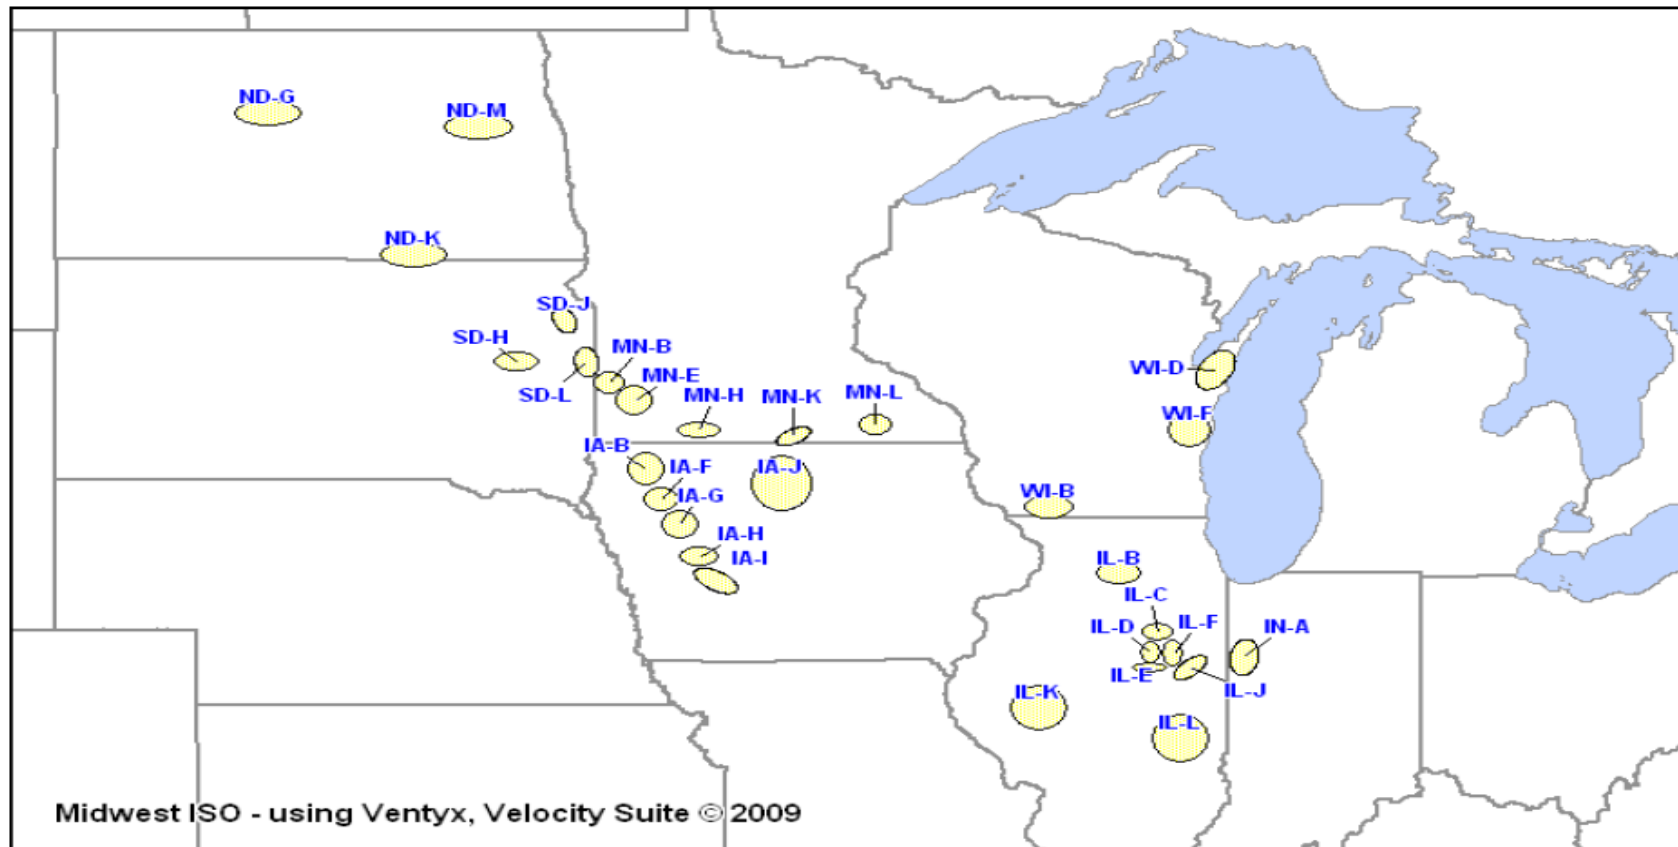 ND-G
ND-M
ND-K
SD-J
SD-H
MN-B
MN-E
SD-L
MN-H
MN-K
MN-L
WI-D
WI-F
IA-B
IA-F
IA-J
IA-G
WI-B
IA-H
IA-I
IL-B
IL-C
IL-D
IL-F
IN-A
IL-E
IL-J
IL-K
IL-L
Midwest ISO - using Ventyx, Velocity Suite © 2009